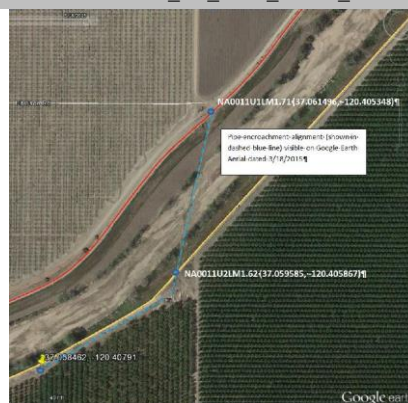 NA0011U1LM1.71{37.061496,-120.405348}¶
Pipe-encroachment-alignment-(shown-in-
dashed-blue-line)-visible-on-Google-Earth-
Aerial-dated-3/18/2015¶
NA0011U2LM1.62{37.059585,-120.405867}¶
37.058462, -120.40791
Google earth